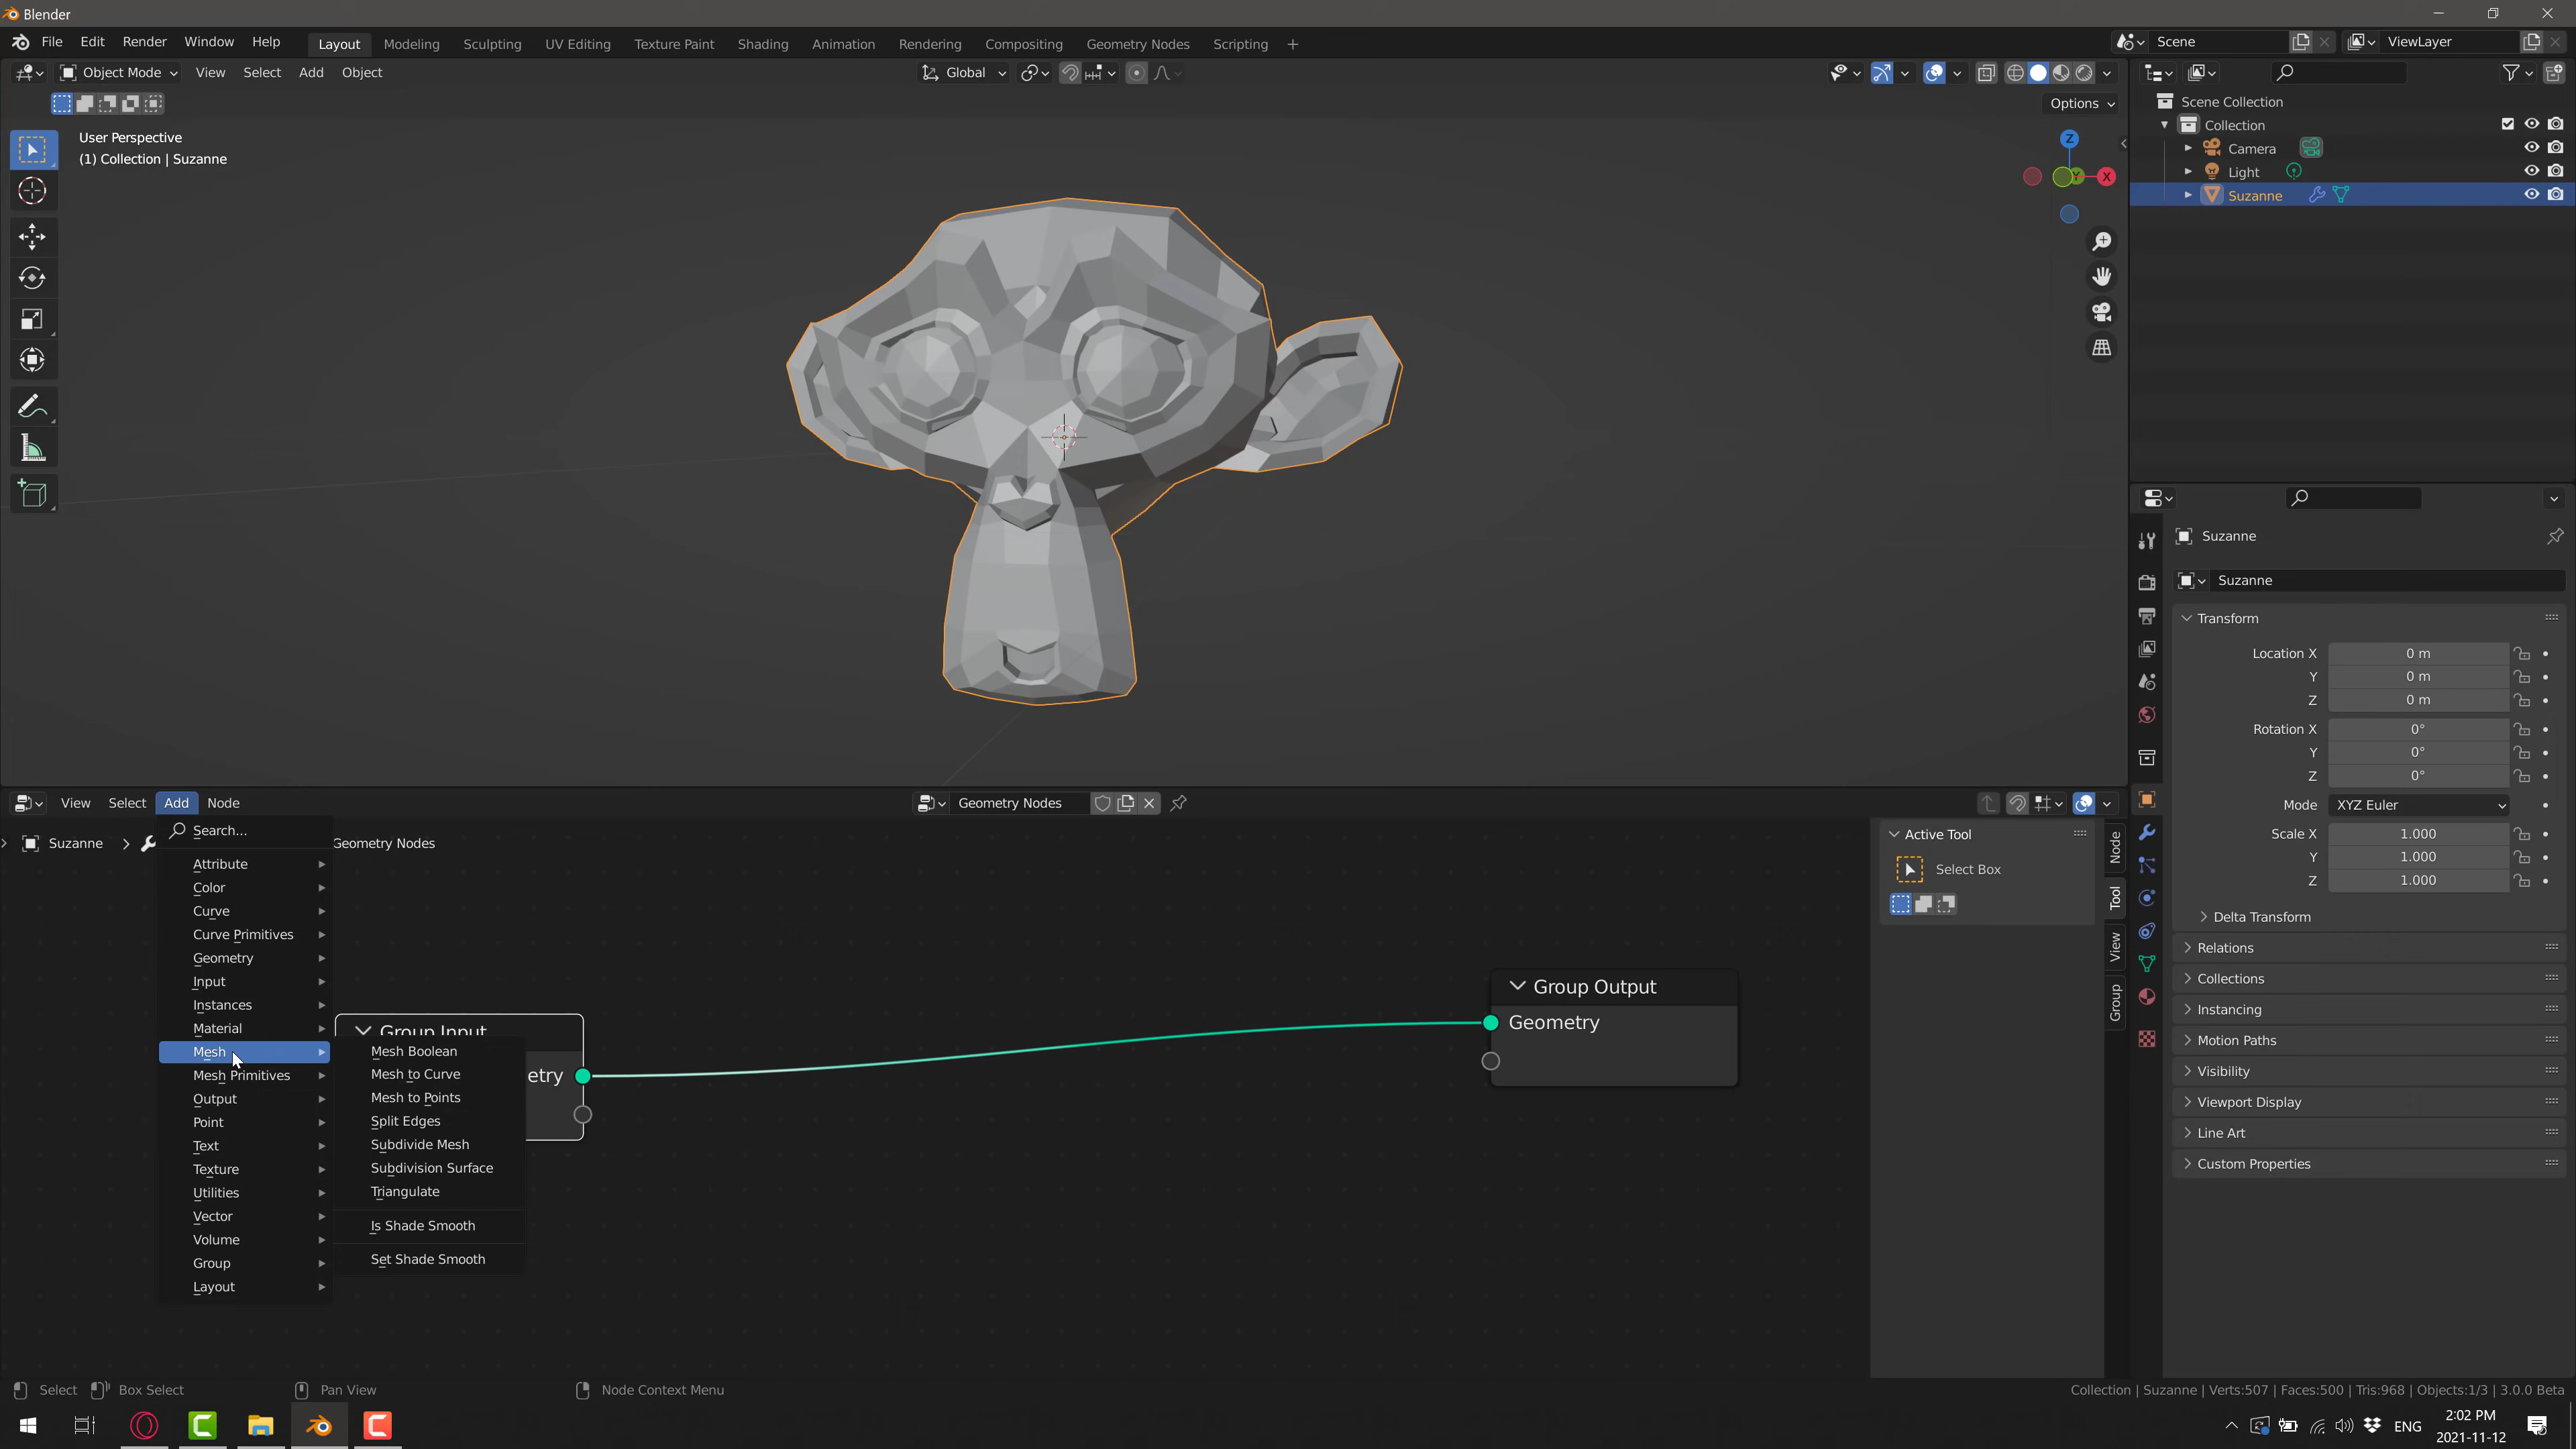 Blender
File Edit Render Window Help Layout Modeling Sculpting UV Editing Texture Paint Shading Animation Rendering Compositing Geometry Nodes Scripting Scene ViewLayer
Object Mode View Select Add Object Global
Options
User Perspective
(1) Collection | Suzanne
Z
Y
X
Scene Collection
Collection
Camera
Light
Suzanne
Suzanne
Suzanne
Transform
Location X 0 m
Y 0 m
Z 0 m
Rotation X 0°
Y 0°
Z 0°
Mode XYZ Euler
Scale X 1.000
Y 1.000
Z 1.000
Delta Transform
Relations
Collections
Instancing
Motion Paths
Visibility
Viewport Display
Line Art
Custom Properties
View Select Add Node Geometry Nodes
Suzanne
Geometry Nodes
Search...
Attribute
Color
Curve
Curve Primitives
Geometry
Input
Instances
Material
Mesh
Mesh Primitives
Output
Point
Text
Texture
Utilities
Vector
Volume
Group
Layout
Mesh Boolean
Mesh to Curve
Mesh to Points
Split Edges
Subdivide Mesh
Subdivision Surface
Triangulate
Is Shade Smooth
Set Shade Smooth
Group Input
etry
Group Output
Geometry
Active Tool
Select Box
Node
Tool
View
Group
Select Box Select Pan View Node Context Menu
Collection | Suzanne | Verts:507 | Faces:500 | Tris:968 | Objects:1/3 | 3.0.0 Beta
ENG
2:02 PM
2021-11-12